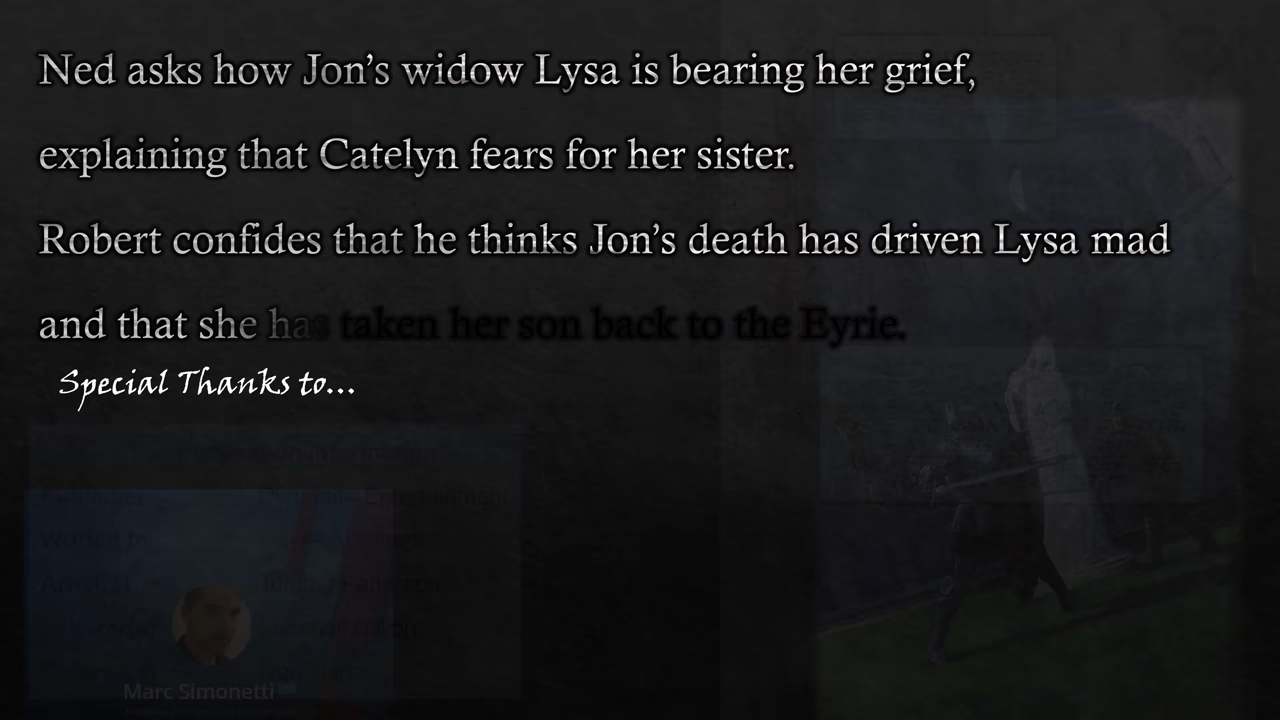 Ned asks how Jon's widow Lysa is bearing her grief,
explaining that Catelyn fears for her sister.
Robert confides that he thinks Jon's death has driven Lysa mad
and that she has taken her son back to the Eyrie.
Special Thanks to...
Written by
Marc Simonetti